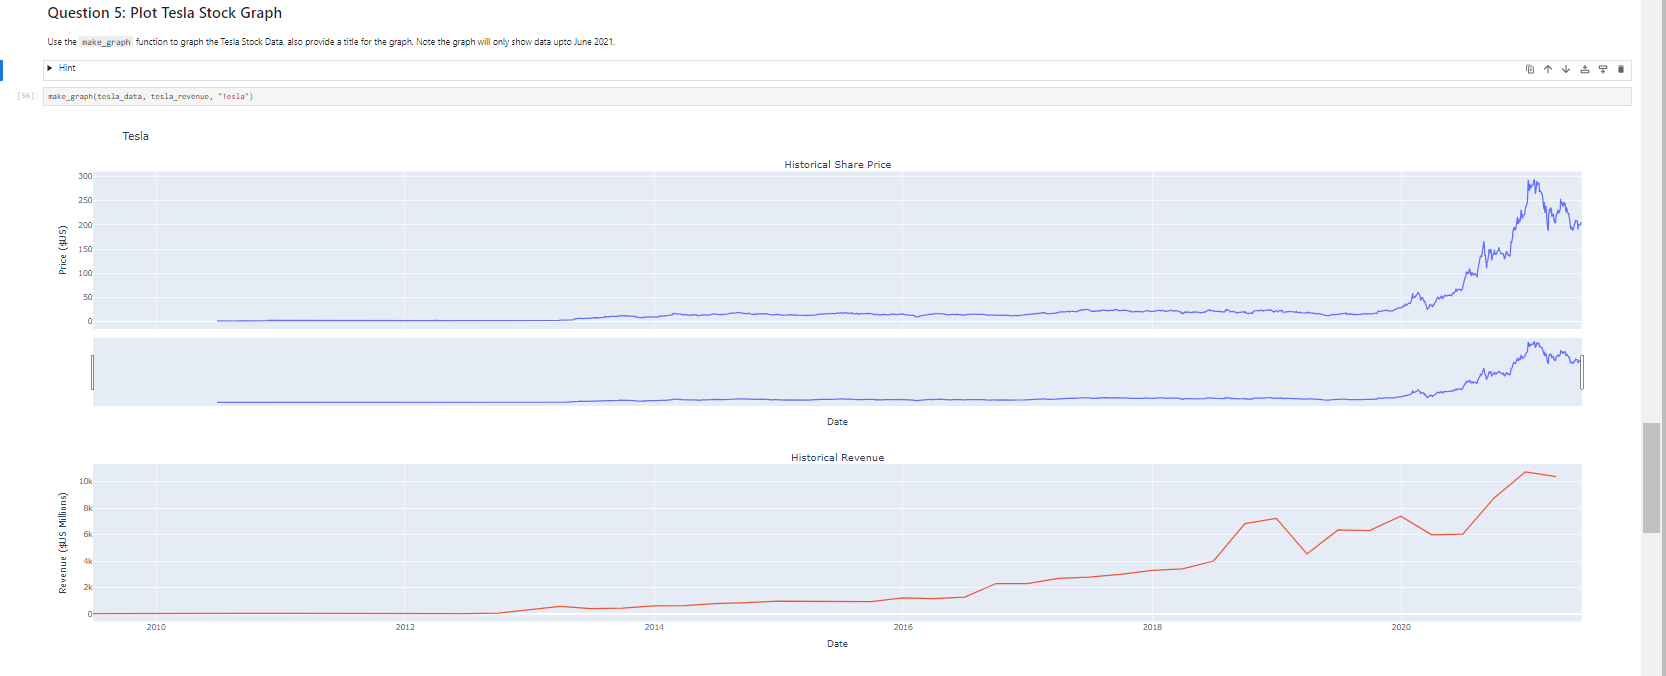 Question 5: Plot Tesla Stock Graph
Use the make_graph function to graph the Tesla Stock Data, also provide a title for the graph. Note the graph will only show data upto June 2021.
Hint
[56]: make_graph(tesla_data, tesla_revenue, "Tesla")
Tesla
Historical Share Price
300
250
200
150
100
50
0
Price ($US)
Date
Historical Revenue
10k
8k
6k
4k
2k
0
Revenue ($US Millions)
2010 2012 2014 2016 2018 2020
Date